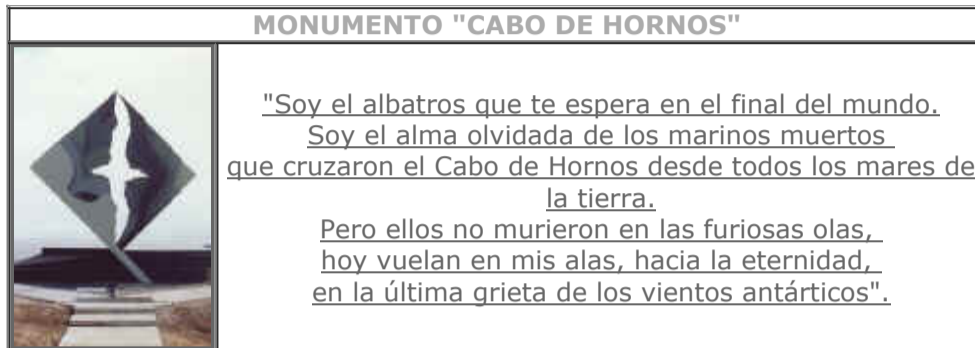 MONUMENTO "CABO DE HORNOS"
"Soy el albatros que te espera en el final del mundo.
Soy el alma olvidada de los marinos muertos
que cruzaron el Cabo de Hornos desde todos los mares de
la tierra.
Pero ellos no murieron en las furiosas olas,
hoy vuelan en mis alas, hacia la eternidad,
en la última grieta de los vientos antárticos".